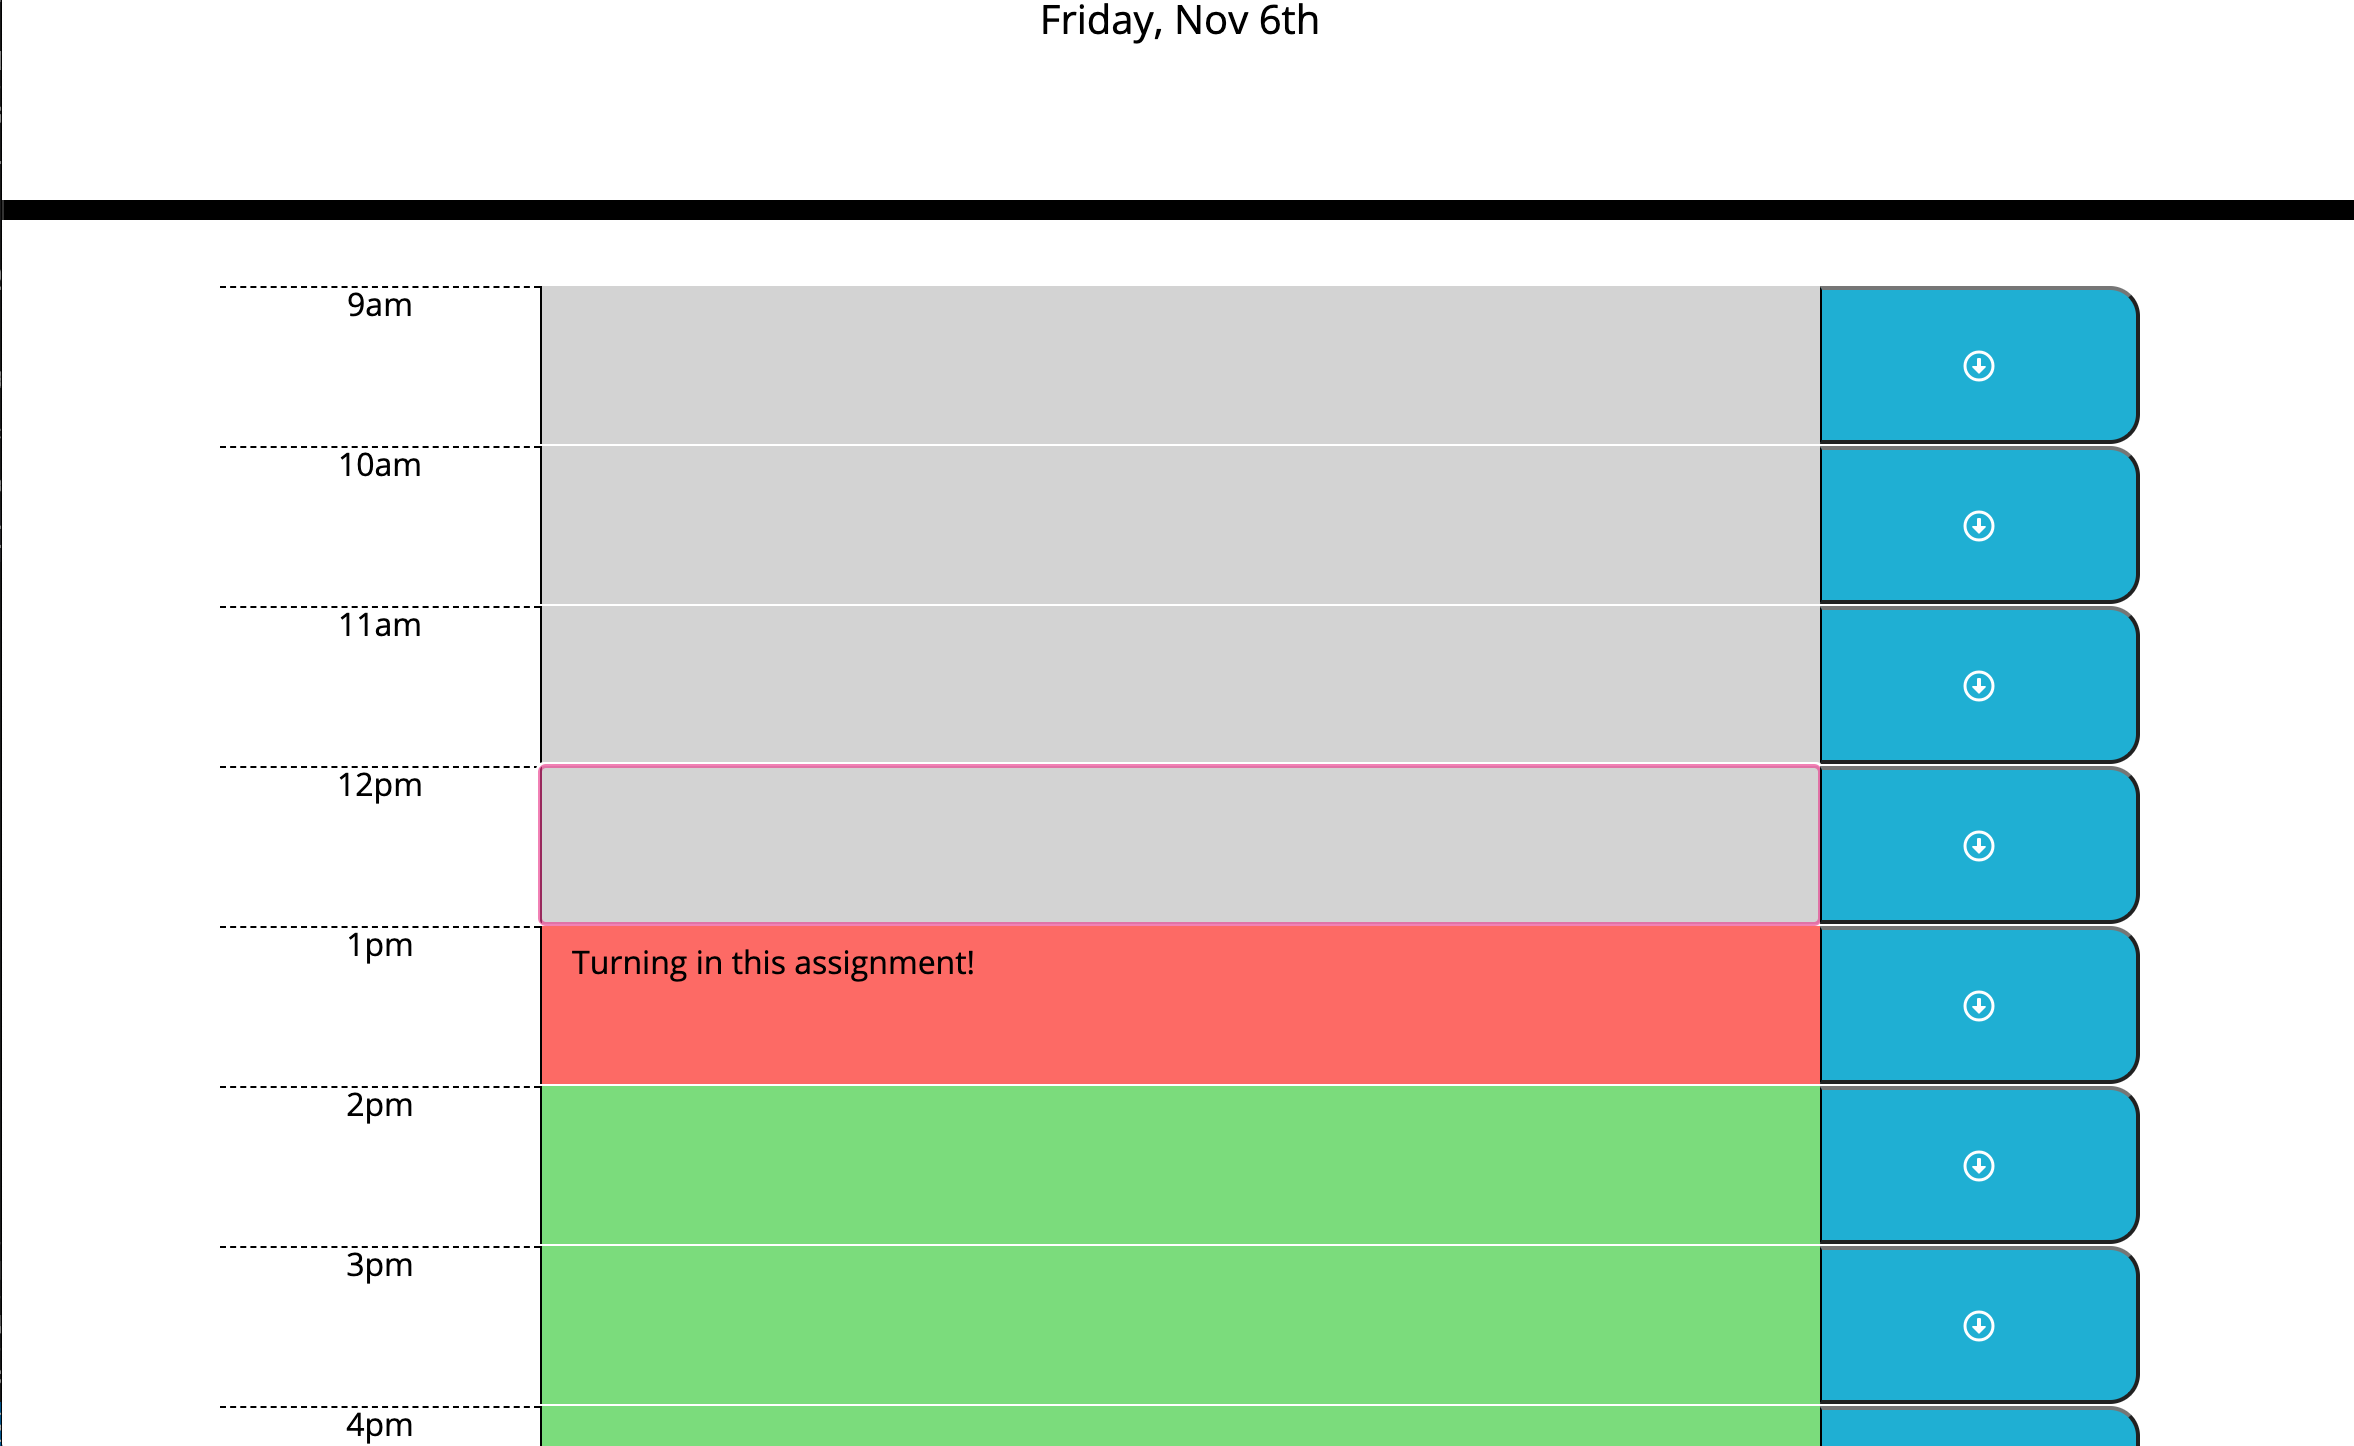 Friday, Nov 6th
9am
10am
11am
12pm
1pm
Turning in this assignment!
2pm
3pm
4pm